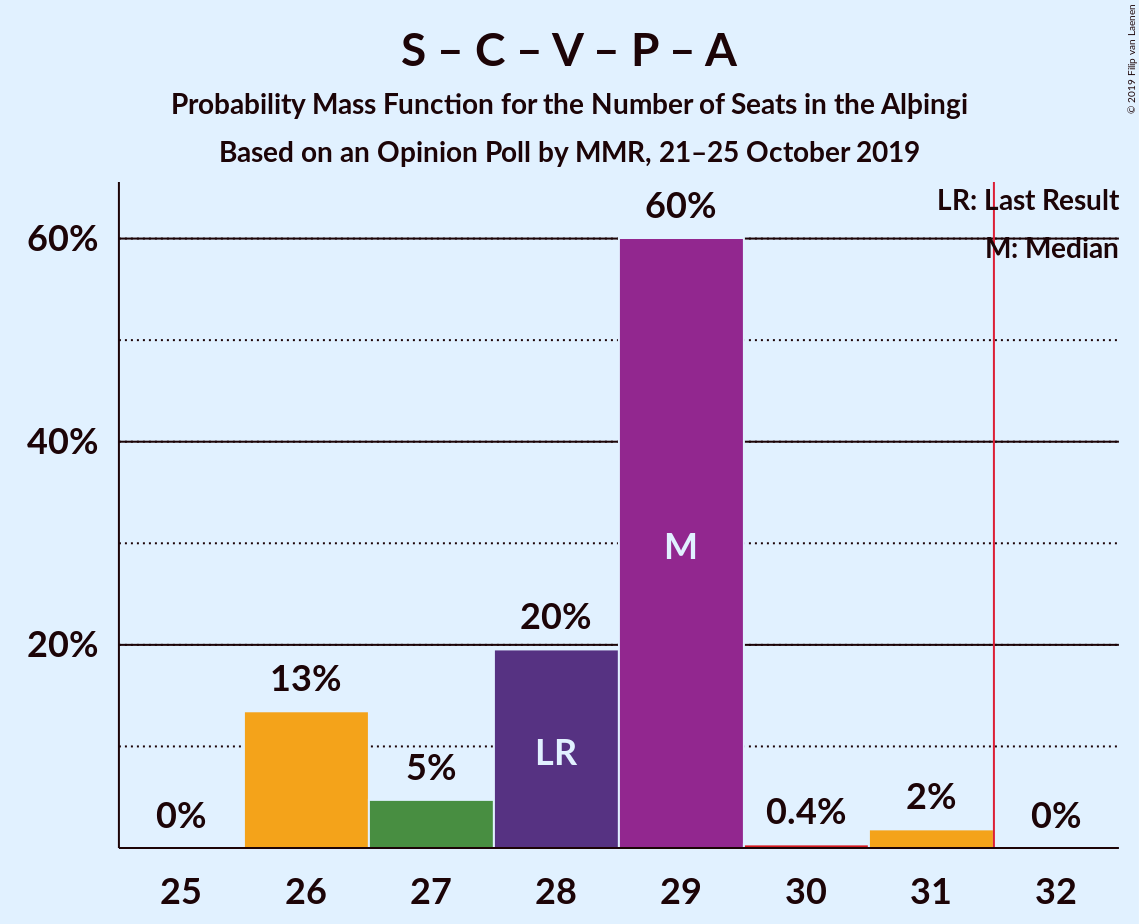 S – C – V – P – A
Probability Mass Function for the Number of Seats in the Alþingi
Based on an Opinion Poll by MMR, 21–25 October 2019
© 2019 Filip van Laenen
LR: Last Result
M: Median
60%
40%
20%
0%
13%
5%
20%
60%
0.4%
2%
0%
LR
M
25 26 27 28 29 30 31 32